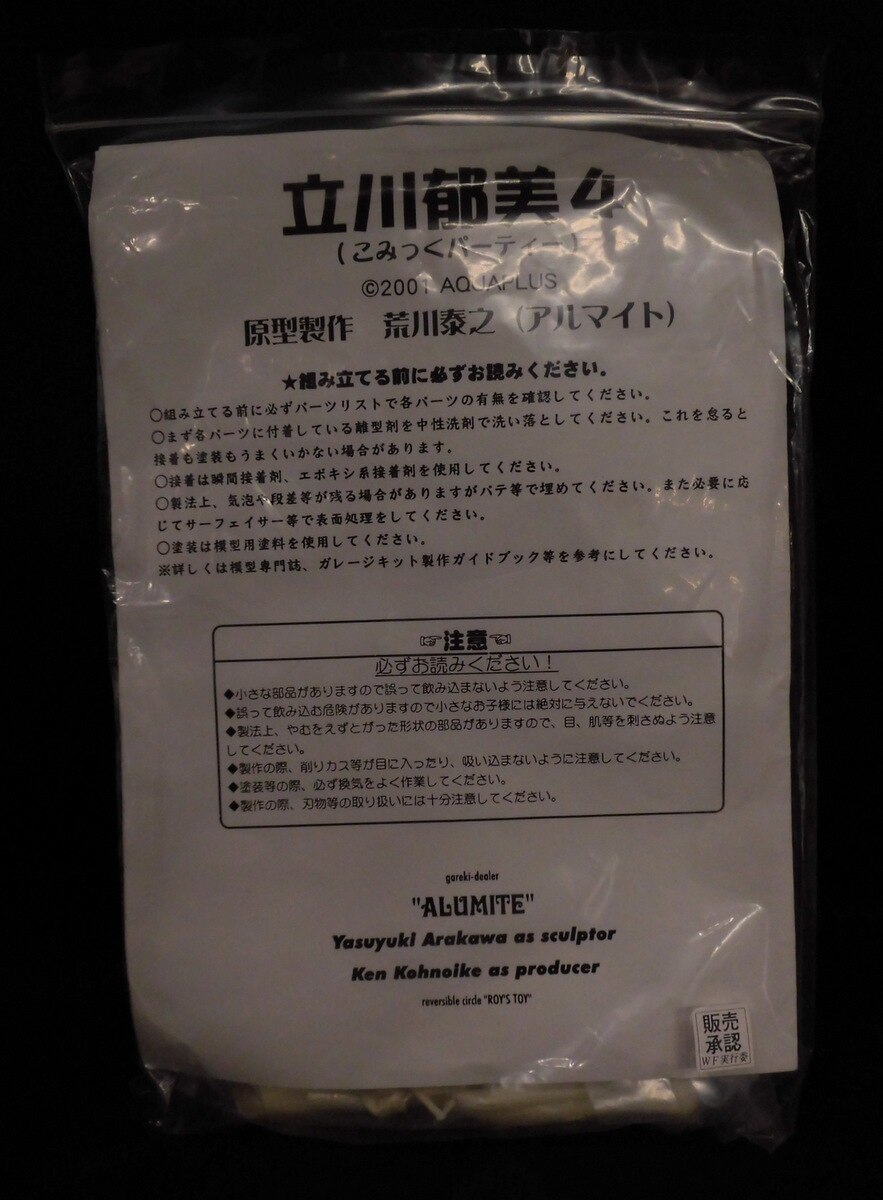 立川郁美4
(こみっくパーティー)
©2001 AQUAPLUS
原型製作　荒川泰之（アルマイト）
★組み立てる前に必ずお読みください。
○組み立てる前に必ずパーツリストで各パーツの有無を確認してください。
○まず各パーツに付着している離型剤を中性洗剤で洗い落としてください。これを怠ると
接着も塗装もうまくいかない場合があります。
○接着は瞬間接着剤、エポキシ系接着剤を使用してください。
○製法上、気泡や段差等が残る場合がありますがパテ等で埋めてください。また必要に応
じてサーフェイサー等で表面処理をしてください。
○塗装は模型用塗料を使用してください。
※詳しくは模型専門誌、ガレージキット製作ガイドブック等を参考にしてください。
☞注意☜
必ずお読みください！
◆小さな部品がありますので誤って飲み込まないよう注意してください。
◆誤って飲み込む危険がありますので小さなお子様には絶対に与えないでください。
◆製法上、やむをえずとがった形状の部品がありますので、目、肌等を刺さぬよう注意
してください。
◆製作の際、削りカス等が目に入ったり、吸い込まないように注意してください。
◆塗装等の際、必ず換気をよく作業してください。
◆製作の際、刃物等の取り扱いには十分注意してください。
gareki-dealer
"ALUMITE"
Yasuyuki Arakawa as sculptor
Ken Kohnoike as producer
reversible circle "ROY'S TOY"
販売
承認
WF実行委